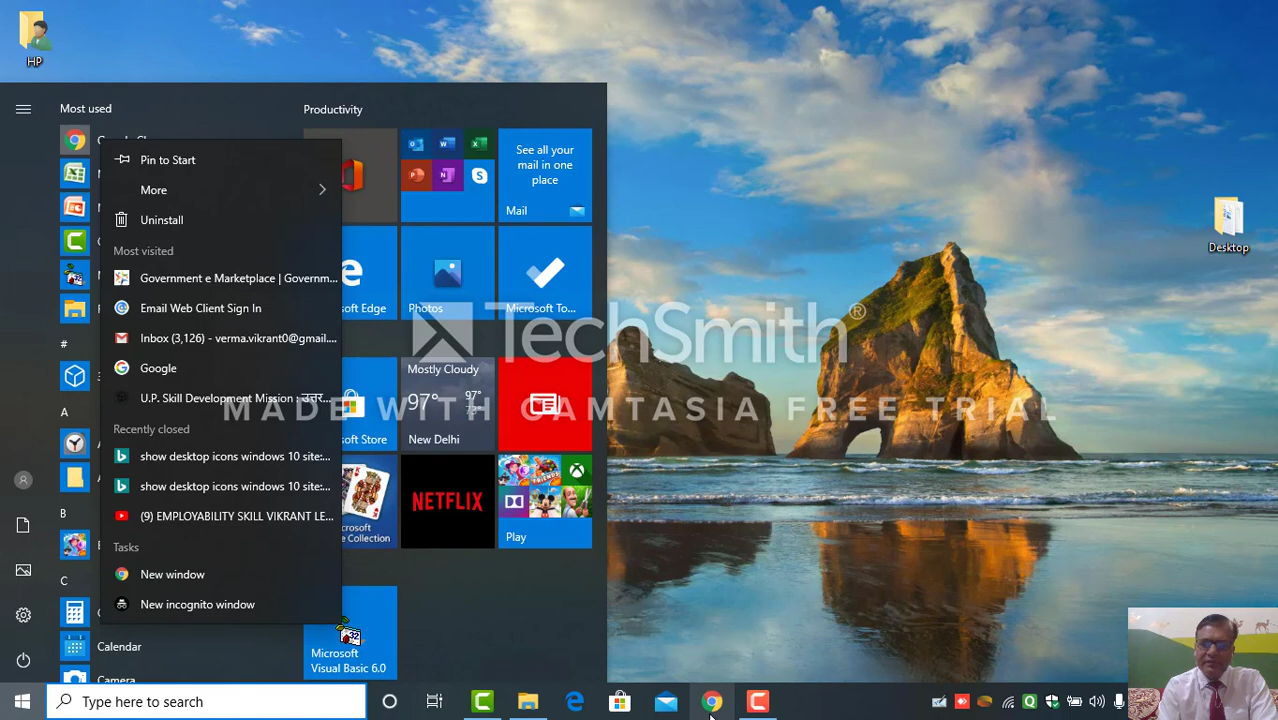 HP
Most used
Pin to Start
More
Uninstall
Most visited
Government e Marketplace | Governm...
Email Web Client Sign In
Inbox (3,126) - verma.vikrant0@gmail....
Google
U.P. Skill Development Mission : उत्तर...
Recently closed
show desktop icons windows 10 site:...
show desktop icons windows 10 site:...
(9) EMPLOYABILITY SKILL VIKRANT LE...
Tasks
New window
New incognito window
#
A
B
C
Calendar
Camera
Productivity
See all your
mail in one
place
Mail
Photos
Microsoft To...
Mostly Cloudy
97°
97°
New Delhi
NETFLIX
Play
Microsoft
Visual Basic 6.0
Desktop
TechSmith®
MADE WITH CAMTASIA FREE TRIAL
Type here to search